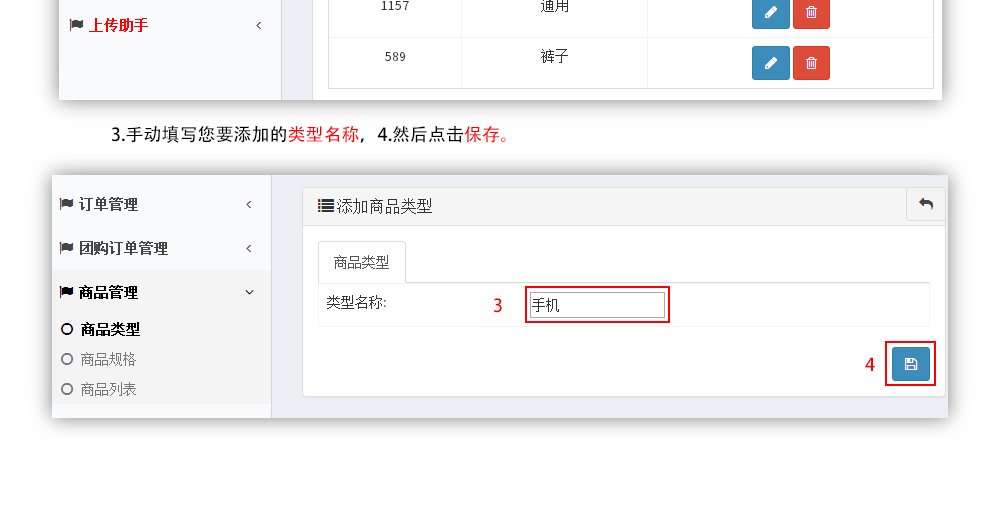 1157 通用
上传助手
589 裤子
3.手动填写您要添加的类型名称，4.然后点击保存。
订单管理
团购订单管理
商品管理
商品类型
商品规格
商品列表
添加商品类型
商品类型
类型名称: 3 手机
4